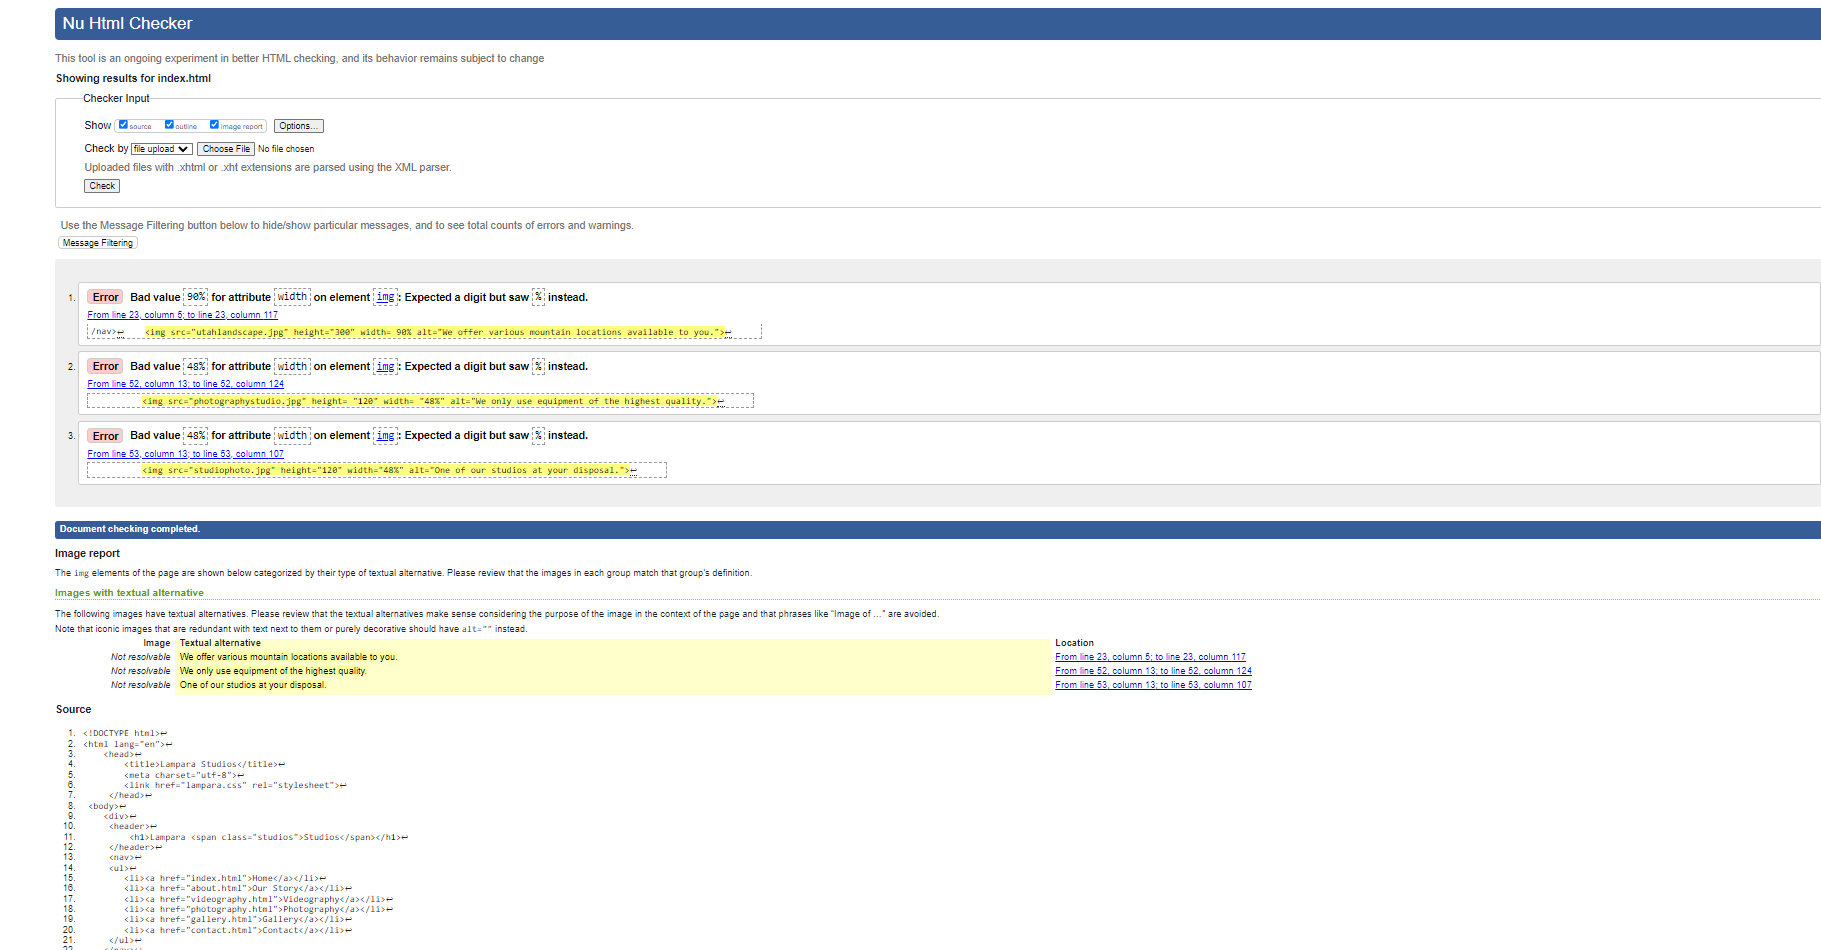 Nu Html Checker
This tool is an ongoing experiment in better HTML checking, and its behavior remains subject to change
Showing results for index.html
Checker Input
Show source outline image report Options...
Check by file upload Choose File No file chosen
Uploaded files with .xhtml or .xht extensions are parsed using the XML parser.
Check
Use the Message Filtering button below to hide/show particular messages, and to see total counts of errors and warnings.
Message Filtering
1. Error Bad value 90% for attribute width on element img: Expected a digit but saw % instead.
From line 23, column 5; to line 23, column 117
/nav>↩ <img src="utahlandscape.jpg" height="300" width= 90% alt="We offer various mountain locations available to you.">↩
2. Error Bad value 48% for attribute width on element img: Expected a digit but saw % instead.
From line 52, column 13; to line 52, column 124
<img src="photographystudio.jpg" height= "120" width= "48%" alt="We only use equipment of the highest quality.">↩
3. Error Bad value 48% for attribute width on element img: Expected a digit but saw % instead.
From line 53, column 13; to line 53, column 107
<img src="studiophoto.jpg" height="120" width="48%" alt="One of our studios at your disposal.">↩
Document checking completed.
Image report
The img elements of the page are shown below categorized by their type of textual alternative. Please review that the images in each group match that group's definition.
Images with textual alternative
The following images have textual alternatives. Please review that the textual alternatives make sense considering the purpose of the image in the context of the page and that phrases like "Image of ..." are avoided.
Note that iconic images that are redundant with text next to them or purely decorative should have alt="" instead.
Image Textual alternative Location
Not resolvable We offer various mountain locations available to you. From line 23, column 5; to line 23, column 117
Not resolvable We only use equipment of the highest quality. From line 52, column 13; to line 52, column 124
Not resolvable One of our studios at your disposal. From line 53, column 13; to line 53, column 107
Source
1. <!DOCTYPE html>↩
2. <html lang="en">↩
3. <head>↩
4. <title>Lampara Studios</title>↩
5. <meta charset="utf-8">↩
6. <link href="lampara.css" rel="stylesheet">↩
7. </head>↩
8. <body>↩
9. <div>↩
10. <header>↩
11. <h1>Lampara <span class="studios">Studios</span></h1>↩
12. </header>↩
13. <nav>↩
14. <ul>↩
15. <li><a href="index.html">Home</a></li>↩
16. <li><a href="about.html">Our Story</a></li>↩
17. <li><a href="videography.html">Videography</a></li>↩
18. <li><a href="photography.html">Photography</a></li>↩
19. <li><a href="gallery.html">Gallery</a></li>↩
20. <li><a href="contact.html">Contact</a></li>↩
21. </ul>↩